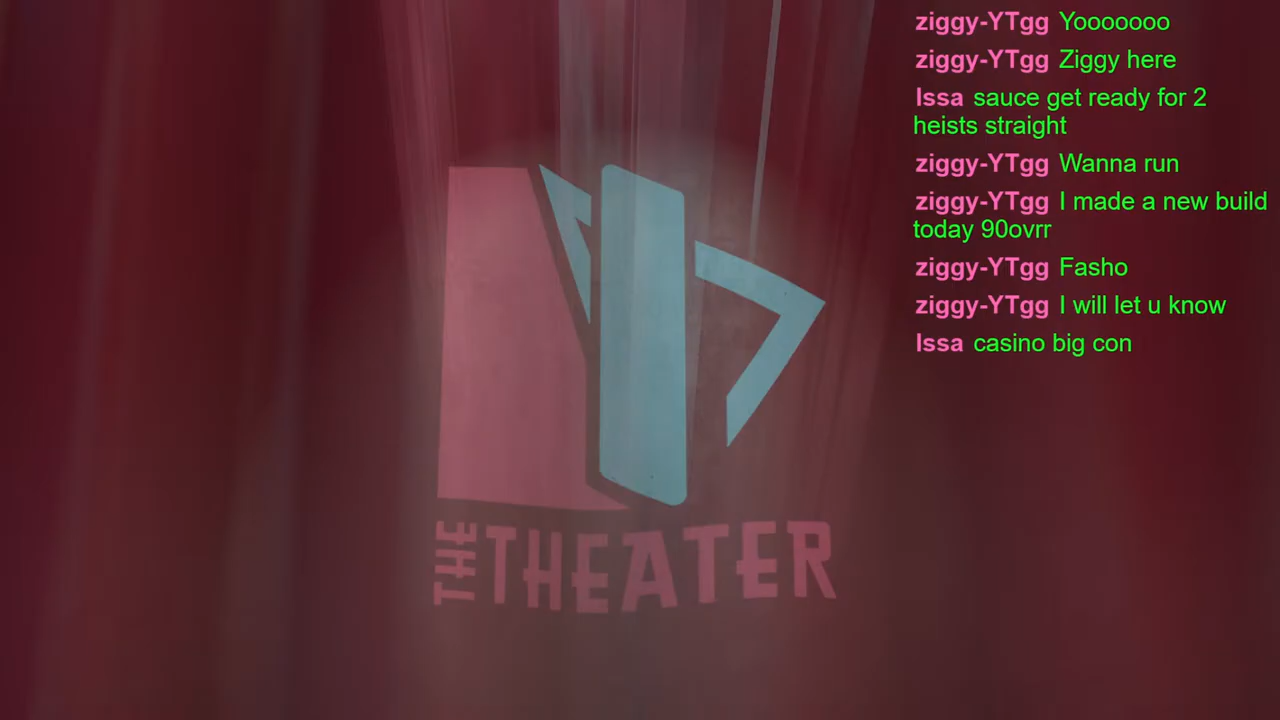 ziggy-YTgg Yooooooo
ziggy-YTgg Ziggy here
Issa sauce get ready for 2
heists straight
ziggy-YTgg Wanna run
ziggy-YTgg I made a new build
today 90ovrr
ziggy-YTgg Fasho
ziggy-YTgg I will let u know
Issa casino big con
THE THEATER